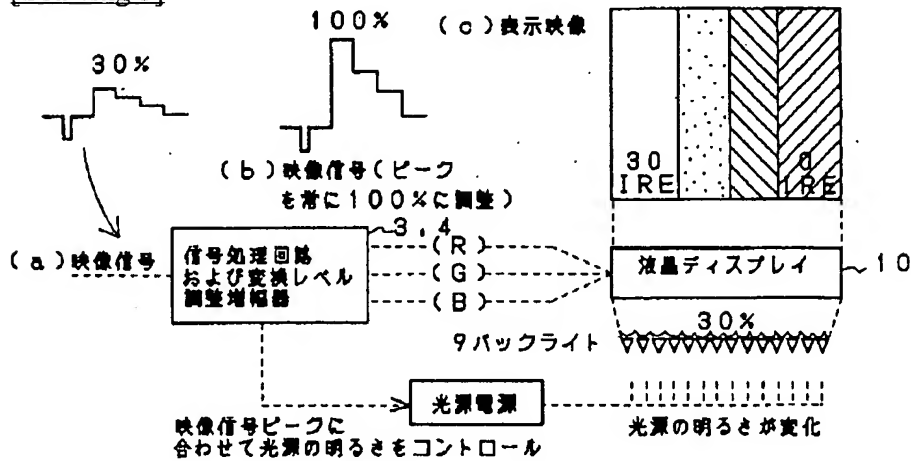 100%
(c)表示映像
30%
30
IRE
0
IRE
(b)映像信号(ピーク
を常に100%に調整)
3,4
(a)映像信号
信号処理回路
および変換レベル
調整増幅器
(R)
(G)
(B)
液晶ディスプレイ
10
30%
9バックライト
光源電源
映像信号ピークに
合わせて光源の明るさをコントロール
光源の明るさが変化